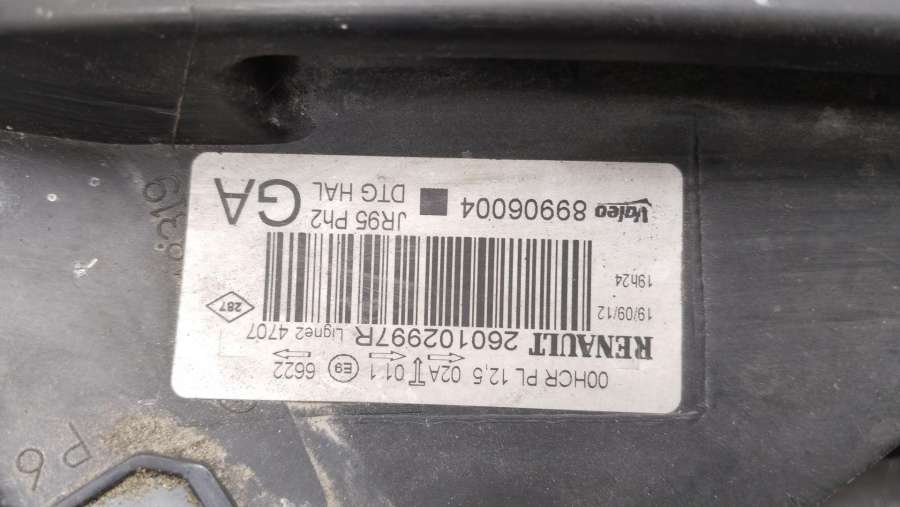 00HCR PL 12,5 02A 01 1 E9 6622
RENAULT 260102997R Ligne2 4707
19/09/12
19h24
287
JR95 Ph2
Valeo 89906004 DTG HAL
GA
P 6